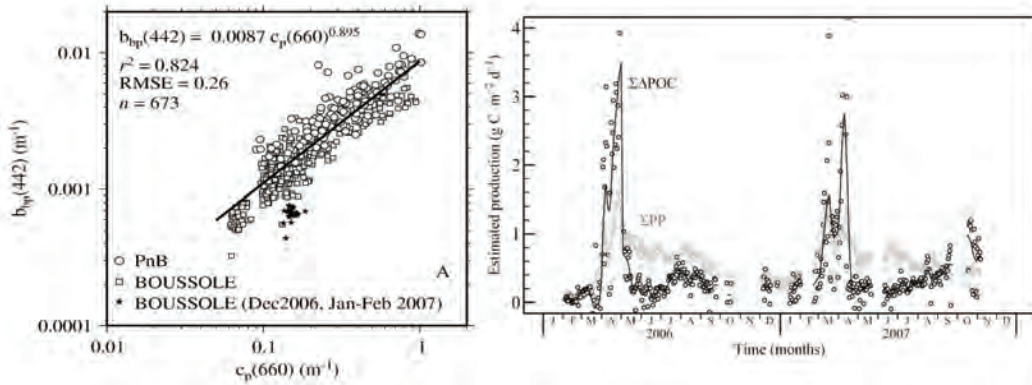 b_bp(442) = 0.0087 c_p(660)^0.895
r² = 0.824
RMSE = 0.26
n = 673
0.01
0.001
0.0001
b_bp(442) (m⁻¹)
PnB
BOUSSOLE
BOUSSOLE (Dec2006, Jan-Feb 2007)
A
0.01
0.1
1
c_p(660) (m⁻¹)
Estimated production (g C m⁻² d⁻¹)
4
3
2
1
0
ΣΔPOC
ΣPP
J F M A M J J A S O N D J F M A M J J A S O N D
2006
2007
Time (months)